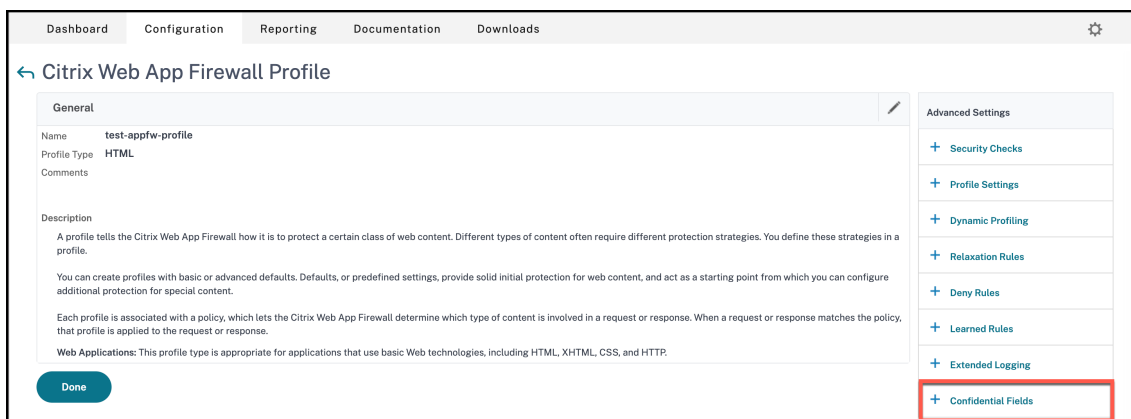 Dashboard Configuration Reporting Documentation Downloads
Citrix Web App Firewall Profile
General
Name test-appfw-profile
Profile Type HTML
Comments
Description
A profile tells the Citrix Web App Firewall how it is to protect a certain class of web content. Different types of content often require different protection strategies. You define these strategies in a
profile.
You can create profiles with basic or advanced defaults. Defaults, or predefined settings, provide solid initial protection for web content, and act as a starting point from which you can configure
additional protection for special content.
Each profile is associated with a policy, which lets the Citrix Web App Firewall determine which type of content is involved in a request or response. When a request or response matches the policy,
that profile is applied to the request or response.
Web Applications: This profile type is appropriate for applications that use basic Web technologies, including HTML, XHTML, CSS, and HTTP.
Done
Advanced Settings
+ Security Checks
+ Profile Settings
+ Dynamic Profiling
+ Relaxation Rules
+ Deny Rules
+ Learned Rules
+ Extended Logging
+ Confidential Fields